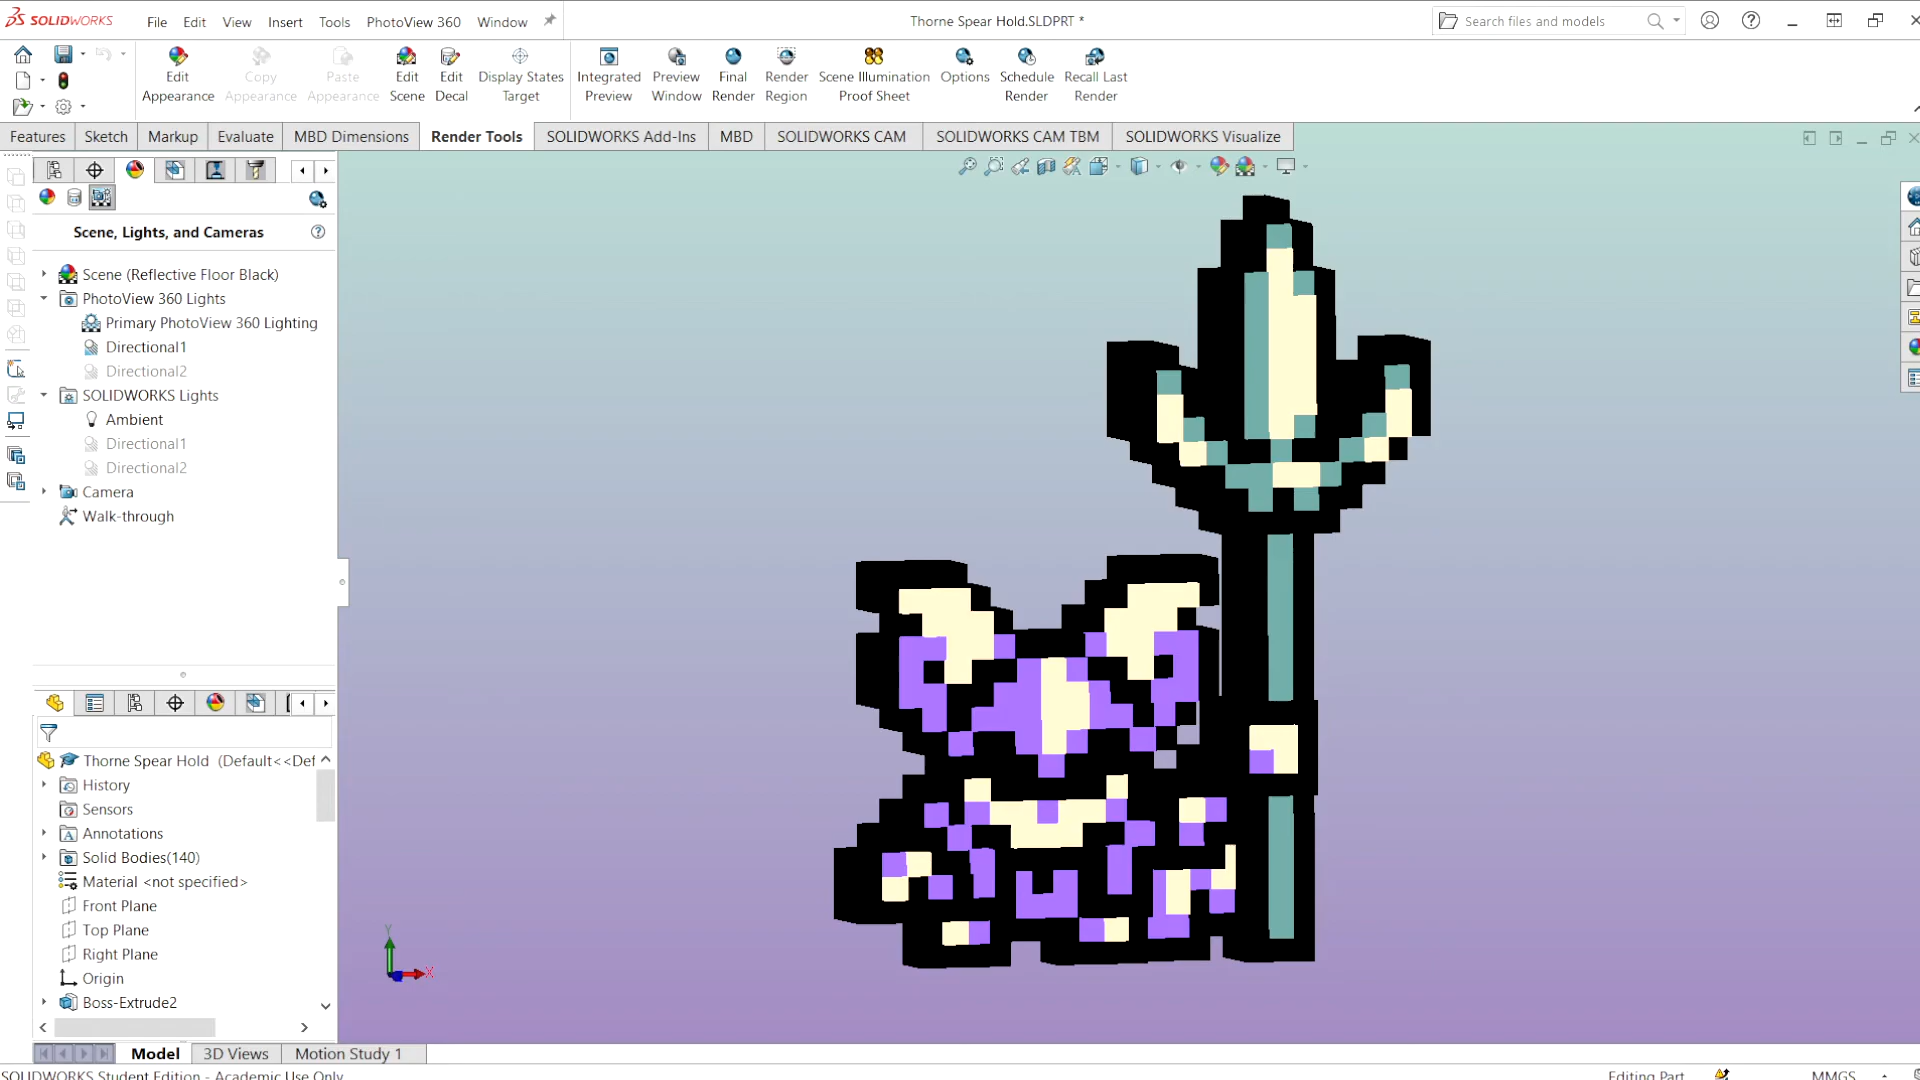 SOLIDWORKS File Edit View Insert Tools PhotoView 360 Window Thorne Spear Hold.SLDPRT * Search files and models
Edit Appearance
Copy Appearance
Paste Appearance
Edit Scene
Edit Decal
Display States Target
Integrated Preview
Preview Window
Final Render
Render Region
Scene Illumination Proof Sheet
Options
Schedule Render
Recall Last Render
Features Sketch Markup Evaluate MBD Dimensions Render Tools SOLIDWORKS Add-Ins MBD SOLIDWORKS CAM SOLIDWORKS CAM TBM SOLIDWORKS Visualize
Scene, Lights, and Cameras
Scene (Reflective Floor Black)
PhotoView 360 Lights
Primary PhotoView 360 Lighting
Directional1
Directional2
SOLIDWORKS Lights
Ambient
Directional1
Directional2
Camera
Walk-through
Thorne Spear Hold (Default<<Def
History
Sensors
Annotations
Solid Bodies(140)
Material <not specified>
Front Plane
Top Plane
Right Plane
Origin
Boss-Extrude2
Y
X
Model 3D Views Motion Study 1
SOLIDWORKS Student Edition - Academic Use Only Editing Part MMGS